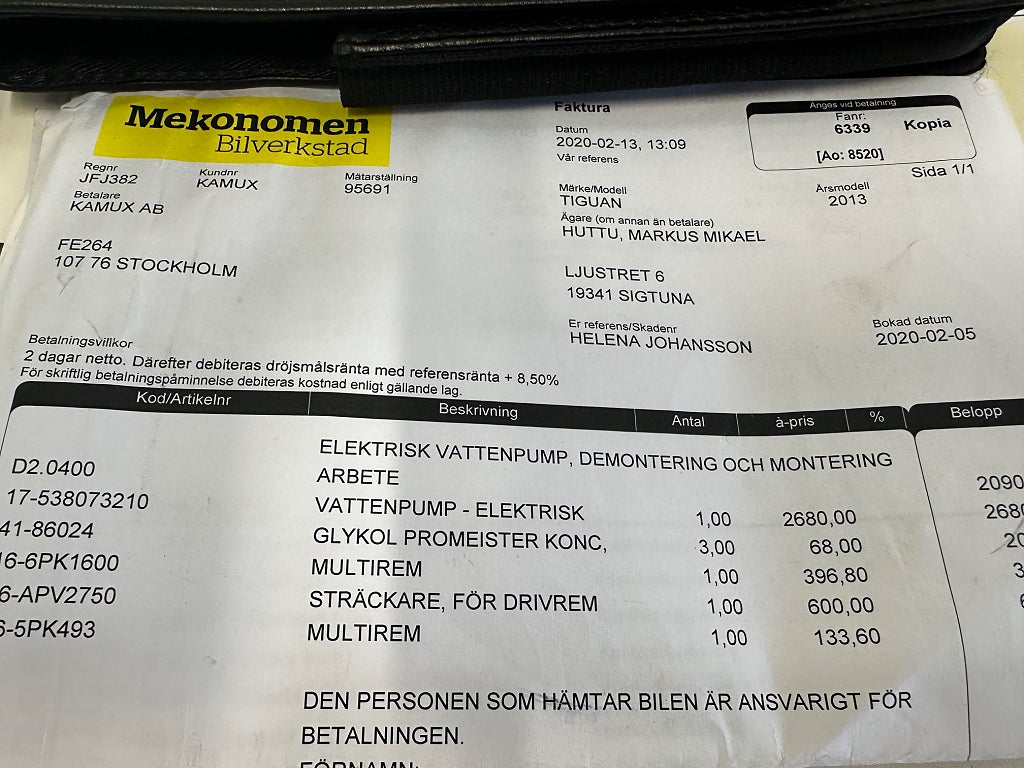 Mekonomen
Bilverkstad
Faktura
Datum
2020-02-13, 13:09
Vår referens
Anges vid betalning
Fanr:
6339 Kopia
[Ao: 8520]
Sida 1/1
Regnr Kundnr Mätarställning
JFJ382 KAMUX 95691
Betalare
KAMUX AB
Märke/Modell Årsmodell
TIGUAN 2013
Ägare (om annan än betalare)
HUTTU, MARKUS MIKAEL
FE264
107 76 STOCKHOLM
LJUSTRET 6
19341 SIGTUNA
Er referens/Skadenr Bokad datum
HELENA JOHANSSON 2020-02-05
Betalningsvillkor
2 dagar netto. Därefter debiteras dröjsmålsränta med referensränta + 8,50%
För skriftlig betalningspåminnelse debiteras kostnad enligt gällande lag.
Kod/Artikelnr Beskrivning Antal à-pris % Belopp
ELEKTRISK VATTENPUMP, DEMONTERING OCH MONTERING
D2.0400 ARBETE 2090
17-538073210 VATTENPUMP - ELEKTRISK 1,00 2680,00 2680
41-86024 GLYKOL PROMEISTER KONC, 3,00 68,00 20
6-6PK1600 MULTIREM 1,00 396,80 3
6-APV2750 STRÄCKARE, FÖR DRIVREM 1,00 600,00
6-5PK493 MULTIREM 1,00 133,60
DEN PERSONEN SOM HÄMTAR BILEN ÄR ANSVARIGT FÖR
BETALNINGEN.
FÖRNAMN: